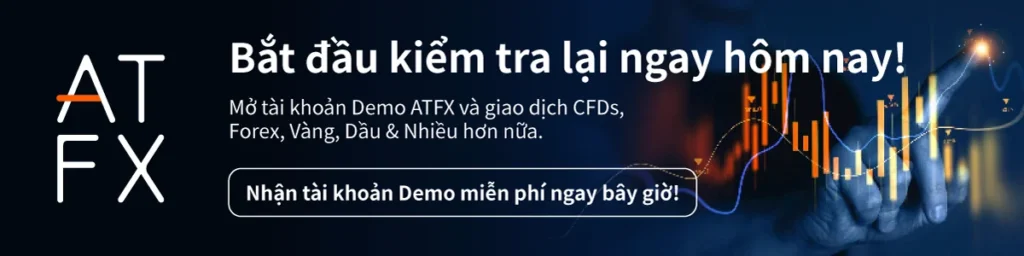 AT
FX
Bắt đầu kiểm tra lại ngay hôm nay!
Mở tài khoản Demo ATFX và giao dịch CFDs,
Forex, Vàng, Dầu & Nhiều hơn nữa.
Nhận tài khoản Demo miễn phí ngay bây giờ!